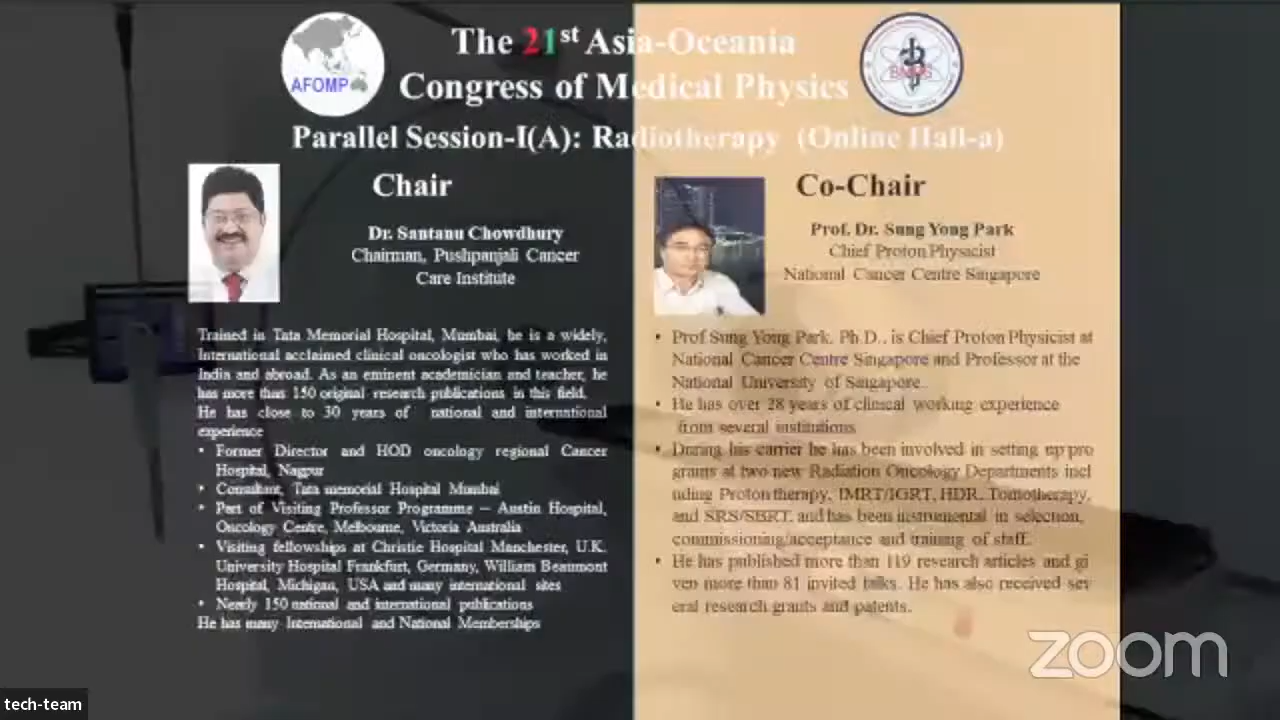 The 21st Asia-Oceania
Congress of Medical Physics
AFOMP
Parallel Session-I(A): Radiotherapy (Online Hall-a)
Chair
Dr. Santanu Chowdhury
Chairman, Pushpanjali Cancer
Care Institute
Trained in Tata Memorial Hospital, Mumbai, he is a widely,
International acclaimed clinical oncologist who has worked in
India and abroad. As an eminent academician and teacher, he
has more than 150 original research publications in this field.
He has close to 30 years of national and international
experience
• Former Director and HOD oncology regional Cancer
Hospital, Nagpur
• Consultant, Tata memorial Hospital Mumbai
• Part of Visiting Professor Programme – Austin Hospital,
Oncology Centre, Melbourne, Victoria Australia
• Visiting fellowships at Christie Hospital Manchester, U.K.
University Hospital Frankfurt, Germany, William Beaumont
Hospital, Michigan, USA and many international sites
• Nearly 150 national and international publications
He has many International and National Memberships
Co-Chair
Prof. Dr. Sung Yong Park
Chief Proton Physicist
National Cancer Centre Singapore
• Prof Sung Yong Park, Ph.D., is Chief Proton Physicist at
National Cancer Centre Singapore and Professor at the
National University of Singapore.
• He has over 28 years of clinical working experience
from several institutions
• During his carrier he has been involved in setting up pro
grams at two new Radiation Oncology Departments incl
uding Proton therapy, IMRT/IGRT, HDR, Tomotherapy,
and SRS/SBRT, and has been instrumental in selection,
commissioning/acceptance and training of staff.
• He has published more than 119 research articles and gi
ven more than 81 invited talks. He has also received sev
eral research grants and patents.
zoom
tech-team